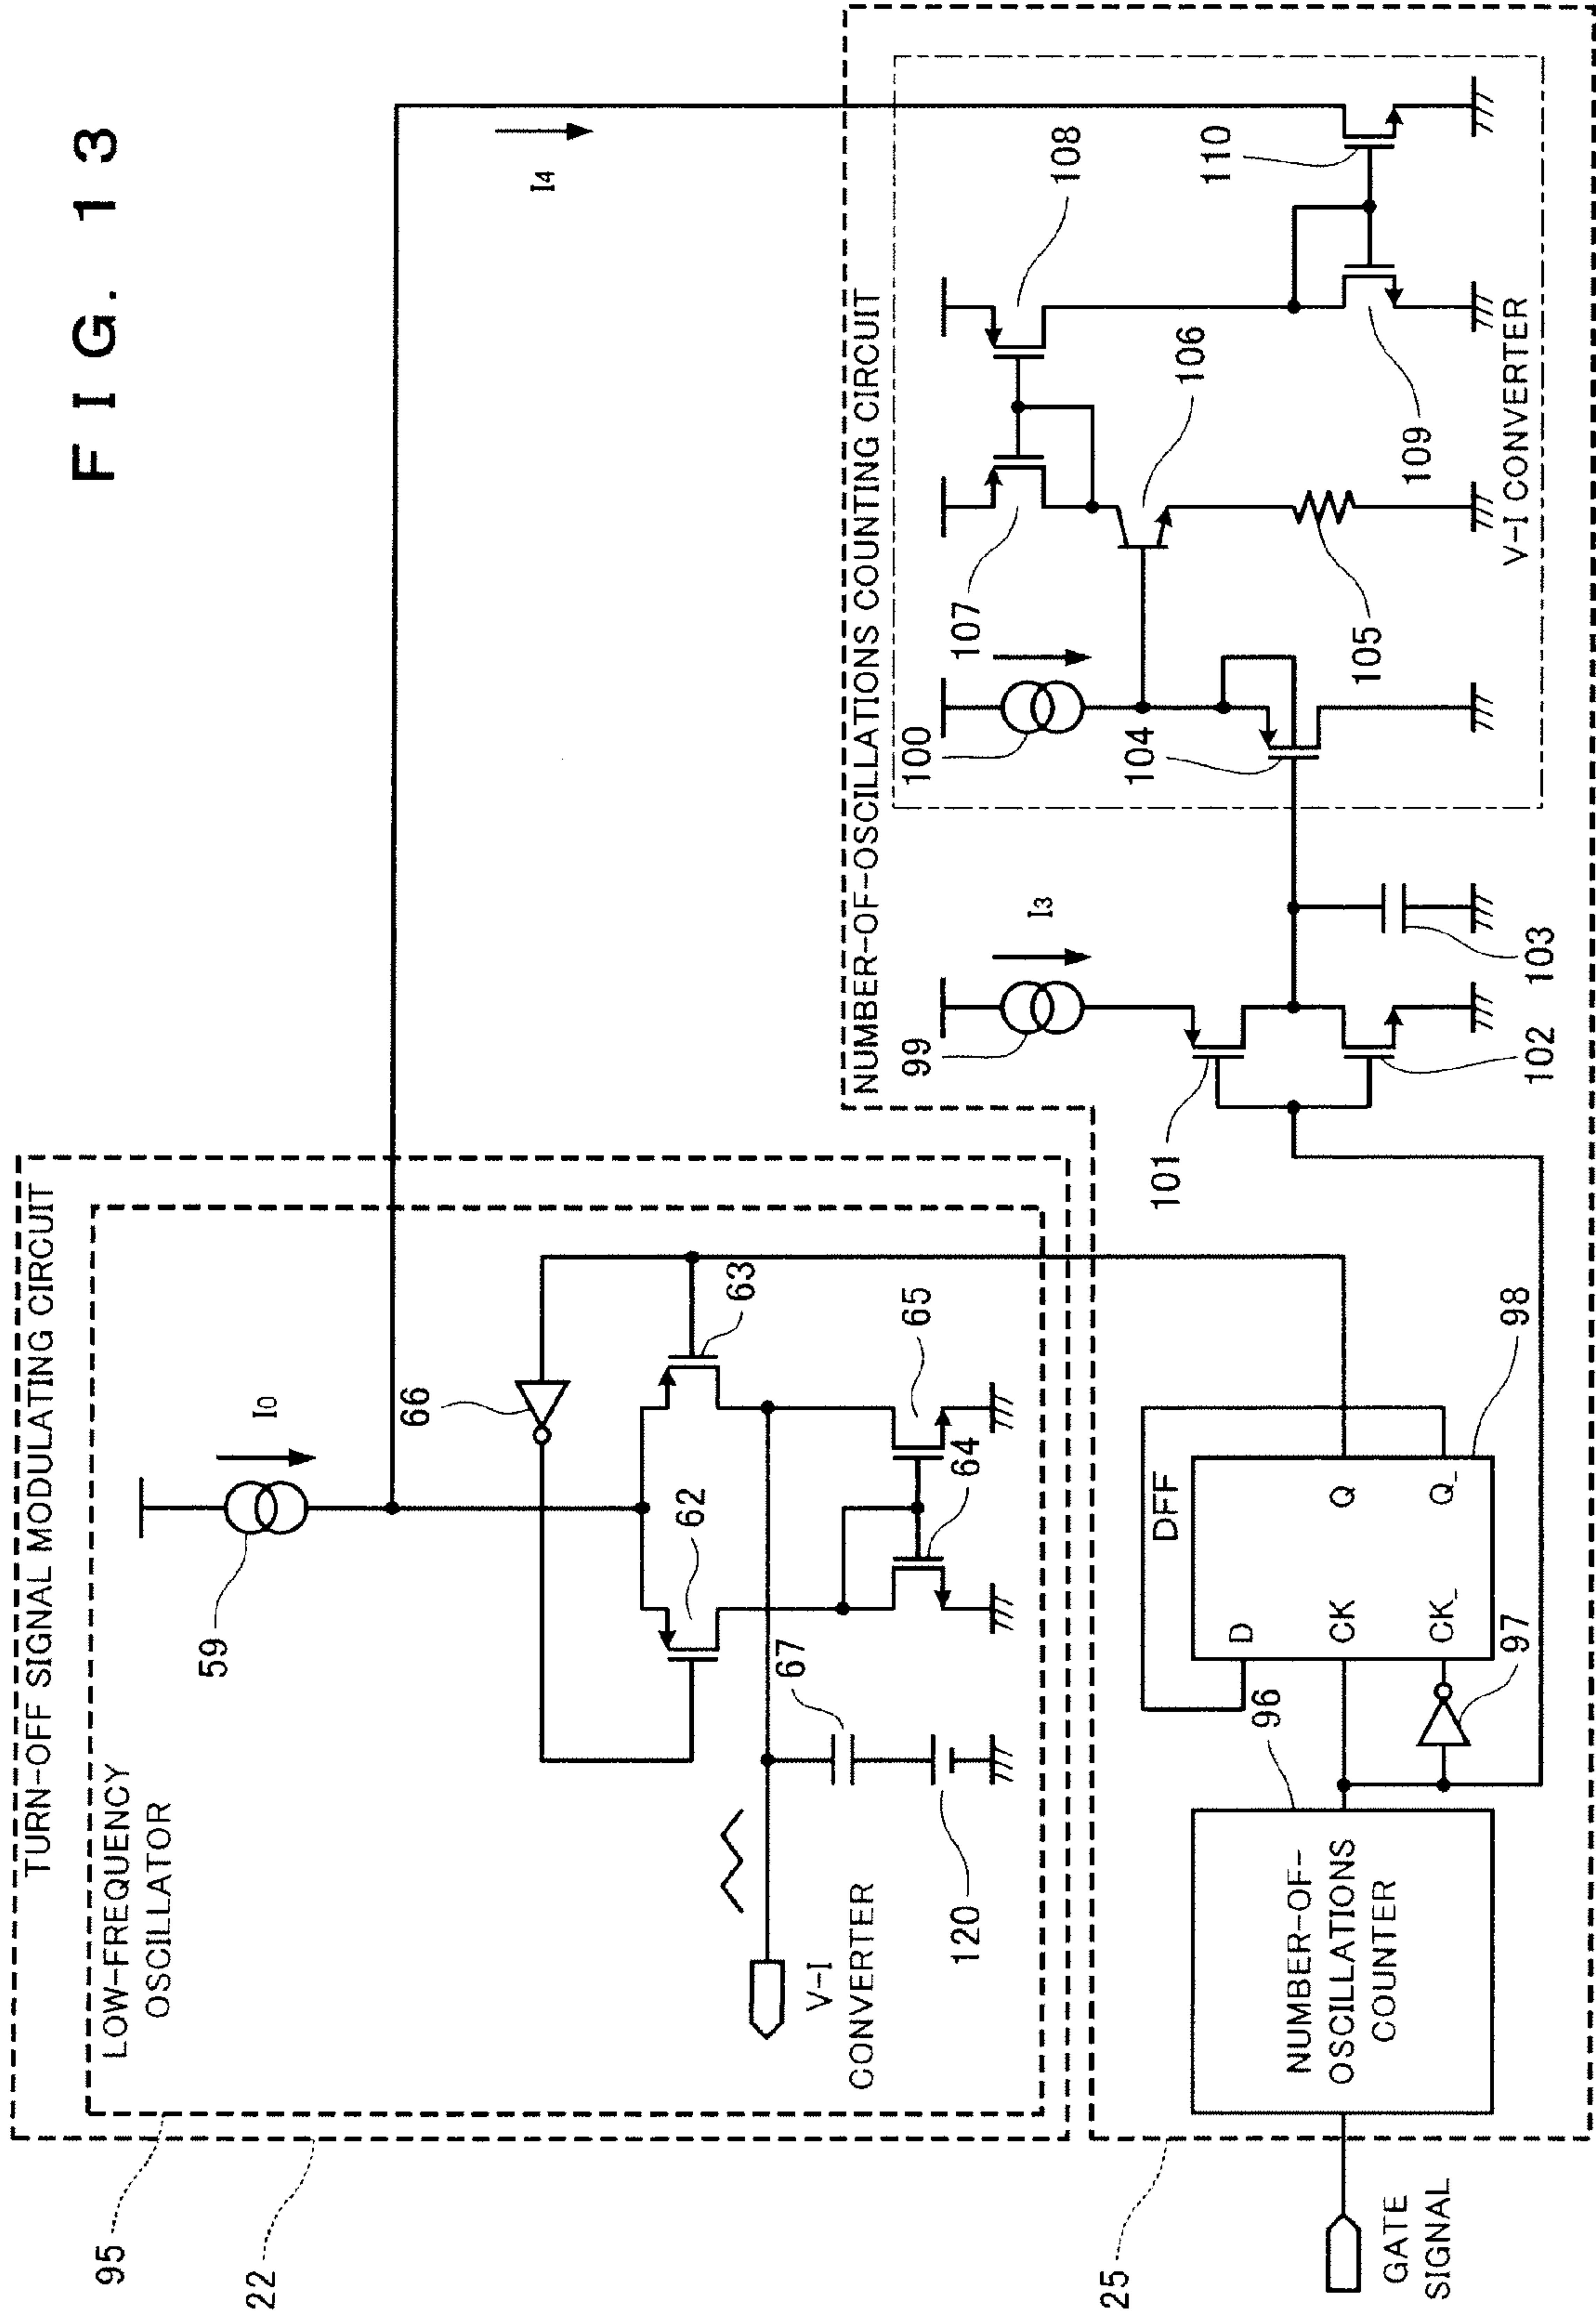 FIG. 13
TURN-OFF SIGNAL MODULATING CIRCUIT
LOW-FREQUENCY
OSCILLATOR
59
I0
66
62
63
67
64
65
120
V-I
CONVERTER
95
22
I4
NUMBER-OF-OSCILLATIONS COUNTING CIRCUIT
99
I3
100
107
108
106
104
105
109
110
101
102
103
V-I CONVERTER
25
GATE
SIGNAL
NUMBER-OF-
OSCILLATIONS
COUNTER
96
97
DFF
D
CK
CK_
Q
Q_
98